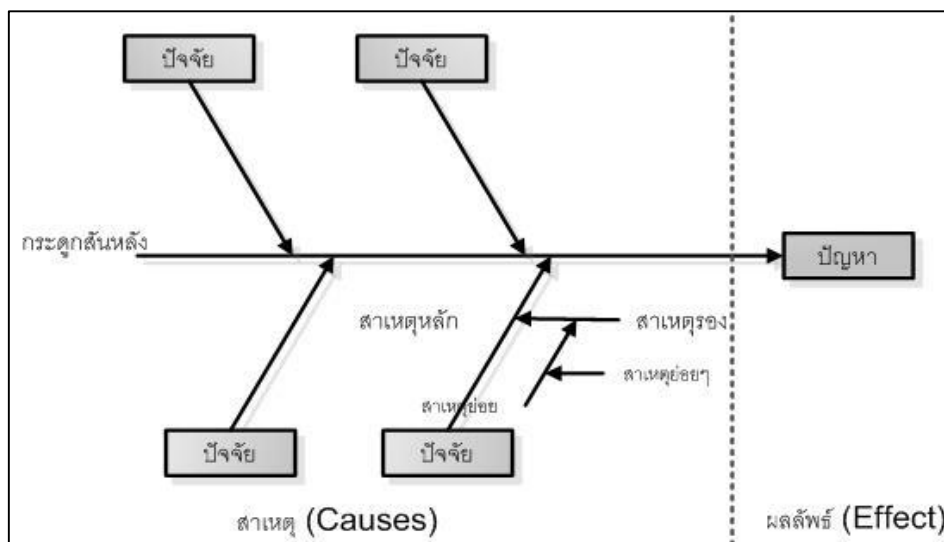 ปัจจัย
ปัจจัย
กระดูกสันหลัง
ปัญหา
สาเหตุหลัก
สาเหตุรอง
สาเหตุย่อยๆ
สาเหตุย่อย
ปัจจัย
ปัจจัย
สาเหตุ (Causes)
ผลลัพธ์ (Effect)